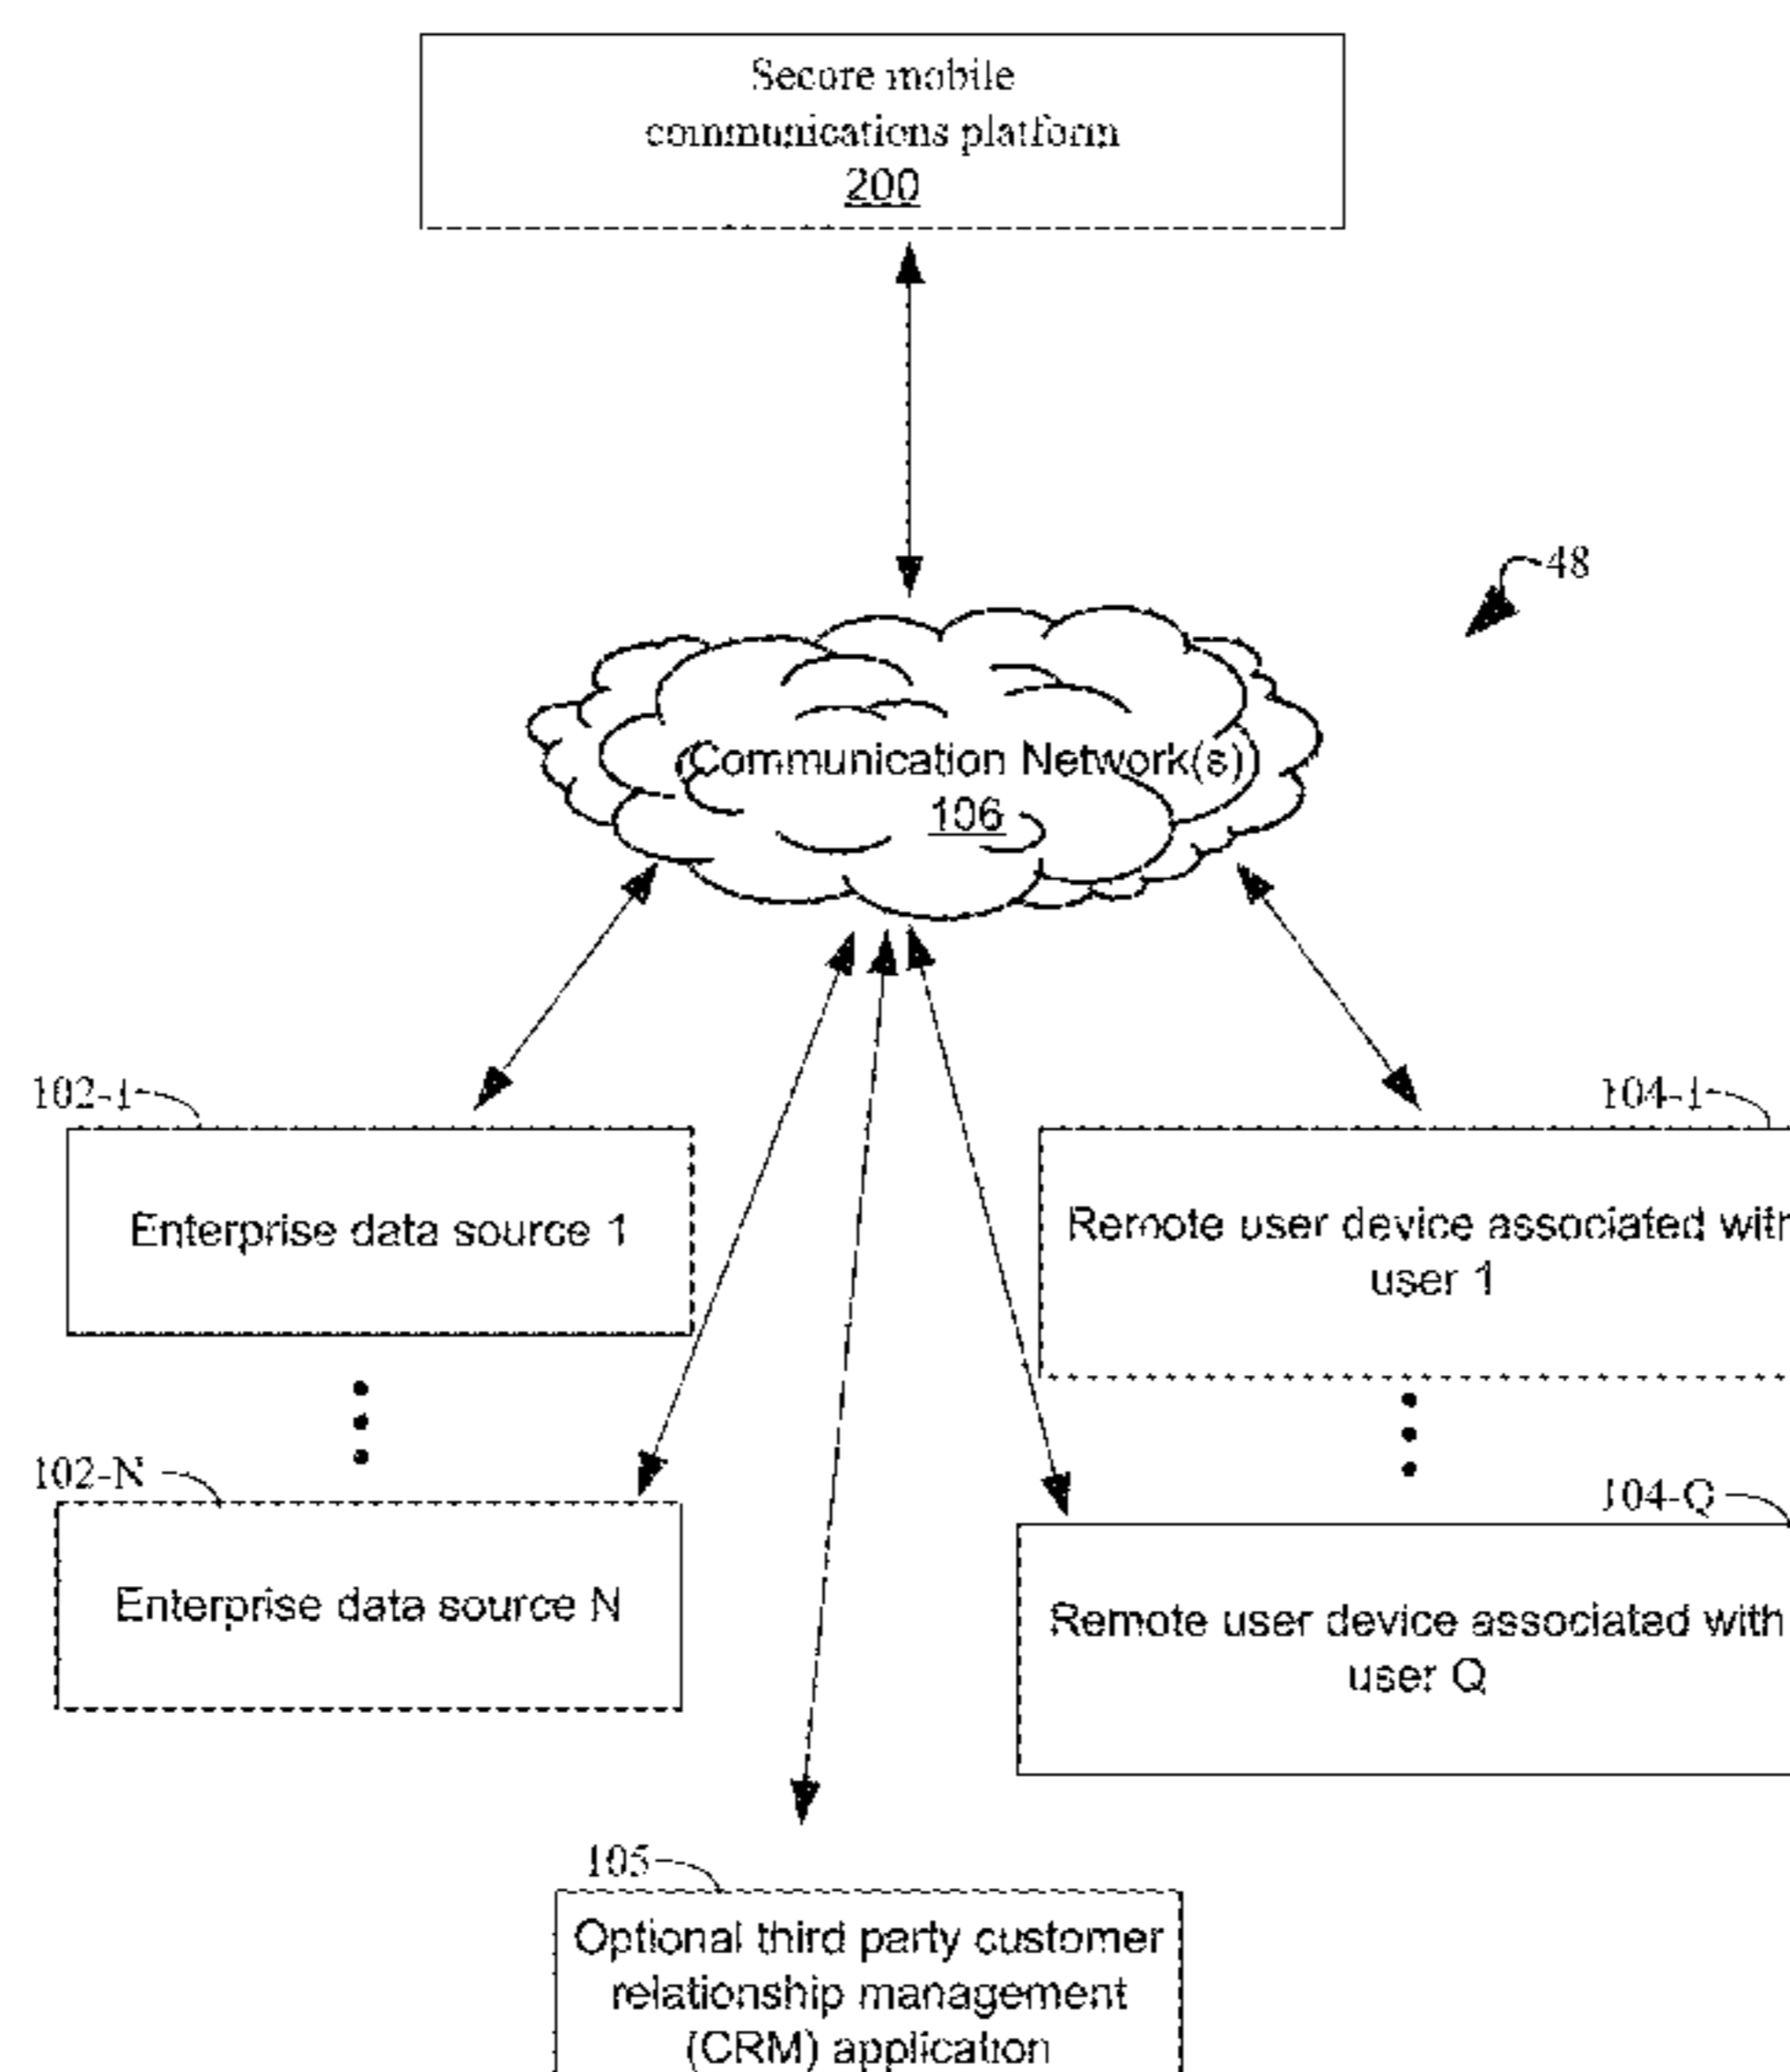 Secure mobile
communications platform
200
48
Communication Network(s)
106
102-1
104-1
Enterprise data source 1
Remote user device associated with
user 1
102-N
104-Q
Enterprise data source N
Remote user device associated with
user Q
105
Optional third party customer
relationship management
(CRM) application